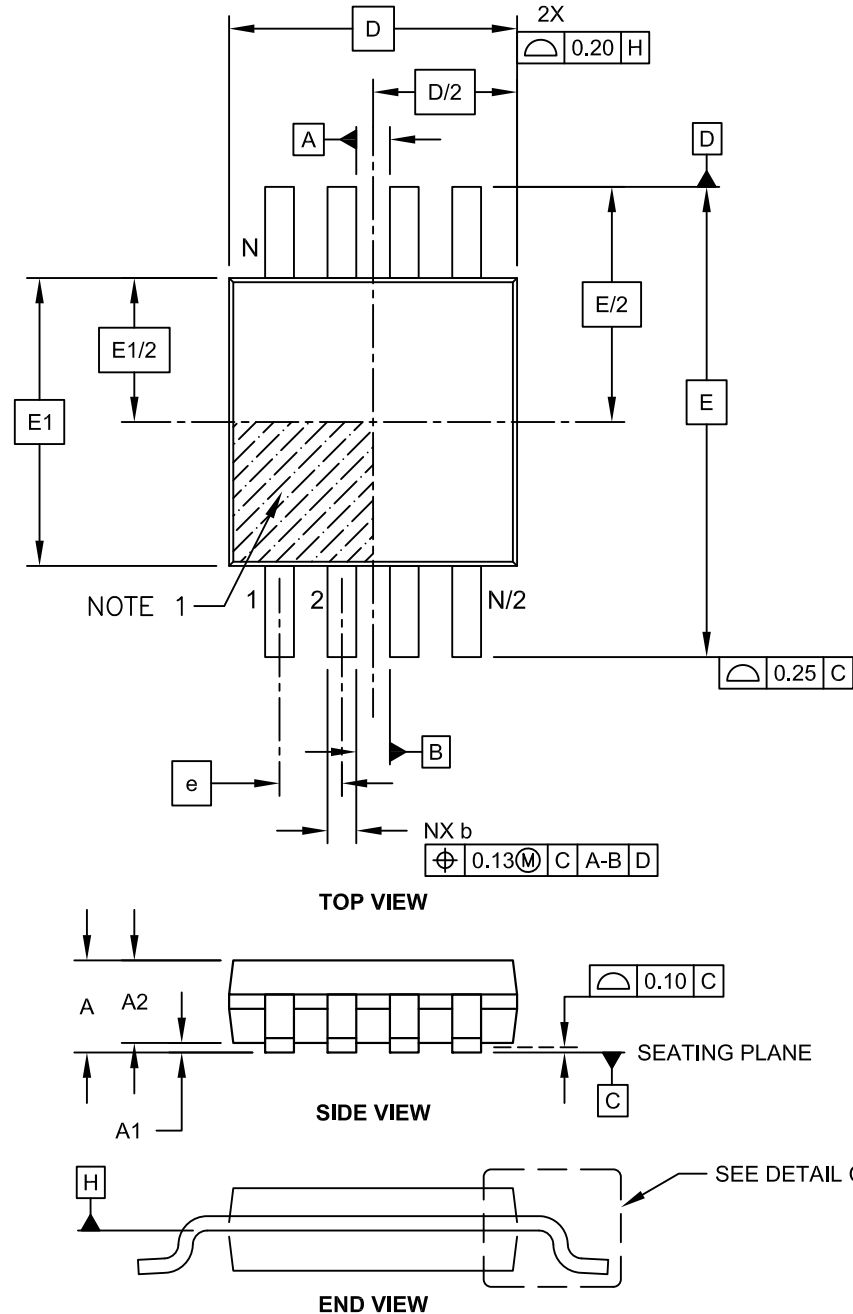 D
2X
⌓ 0.20 H
D/2
A
D
N
E/2
E1/2
E1
E
NOTE 1
1
2
N/2
⌓ 0.25 C
B
e
NX b
⌖ 0.13Ⓜ C A-B D
TOP VIEW
⌓ 0.10 C
A
A2
SEATING PLANE
C
SIDE VIEW
A1
H
SEE DETAIL
END VIEW